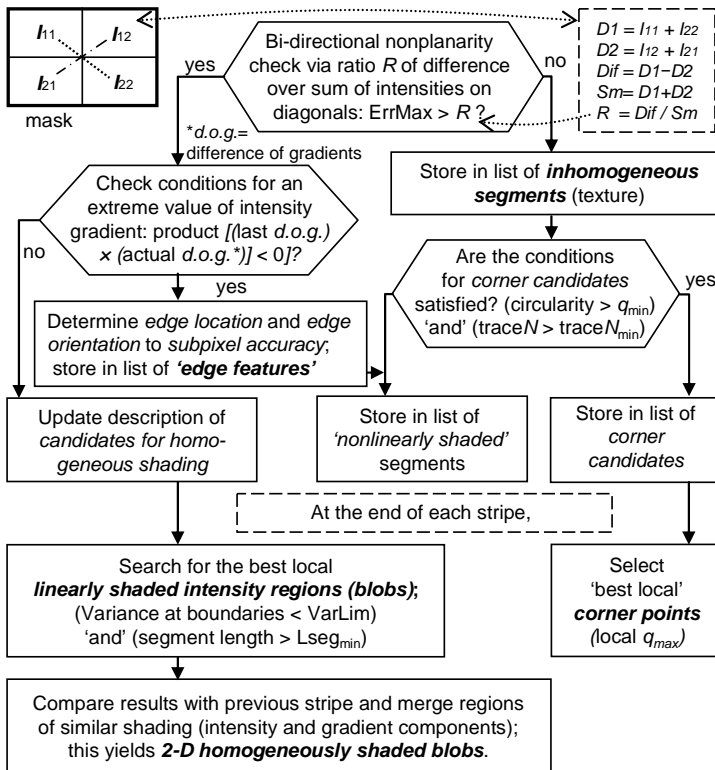 I11 I12
I21 I22
mask
Bi-directional nonplanarity
check via ratio R of difference
over sum of intensities on
diagonals: ErrMax > R ?
yes
no
D1 = I11 + I22
D2 = I12 + I21
Dif = D1–D2
Sm= D1+D2
R = Dif / Sm
*d.o.g.=
difference of gradients
Check conditions for an
extreme value of intensity
gradient: product [(last d.o.g.)
× (actual d.o.g.*)] < 0]?
no
yes
Store in list of inhomogeneous
segments (texture)
Are the conditions
for corner candidates
satisfied? (circularity > qmin)
‘and’ (traceN > traceNmin)
yes
Determine edge location and edge
orientation to subpixel accuracy;
store in list of ‘edge features’
Update description of
candidates for homo-
geneous shading
Store in list of
‘nonlinearly shaded’
segments
Store in list of
corner
candidates
At the end of each stripe,
Search for the best local
linearly shaded intensity regions (blobs);
(Variance at boundaries < VarLim)
‘and’ (segment length > Lsegmin)
Select
‘best local’
corner points
(local qmax)
Compare results with previous stripe and merge regions
of similar shading (intensity and gradient components);
this yields 2-D homogeneously shaded blobs.